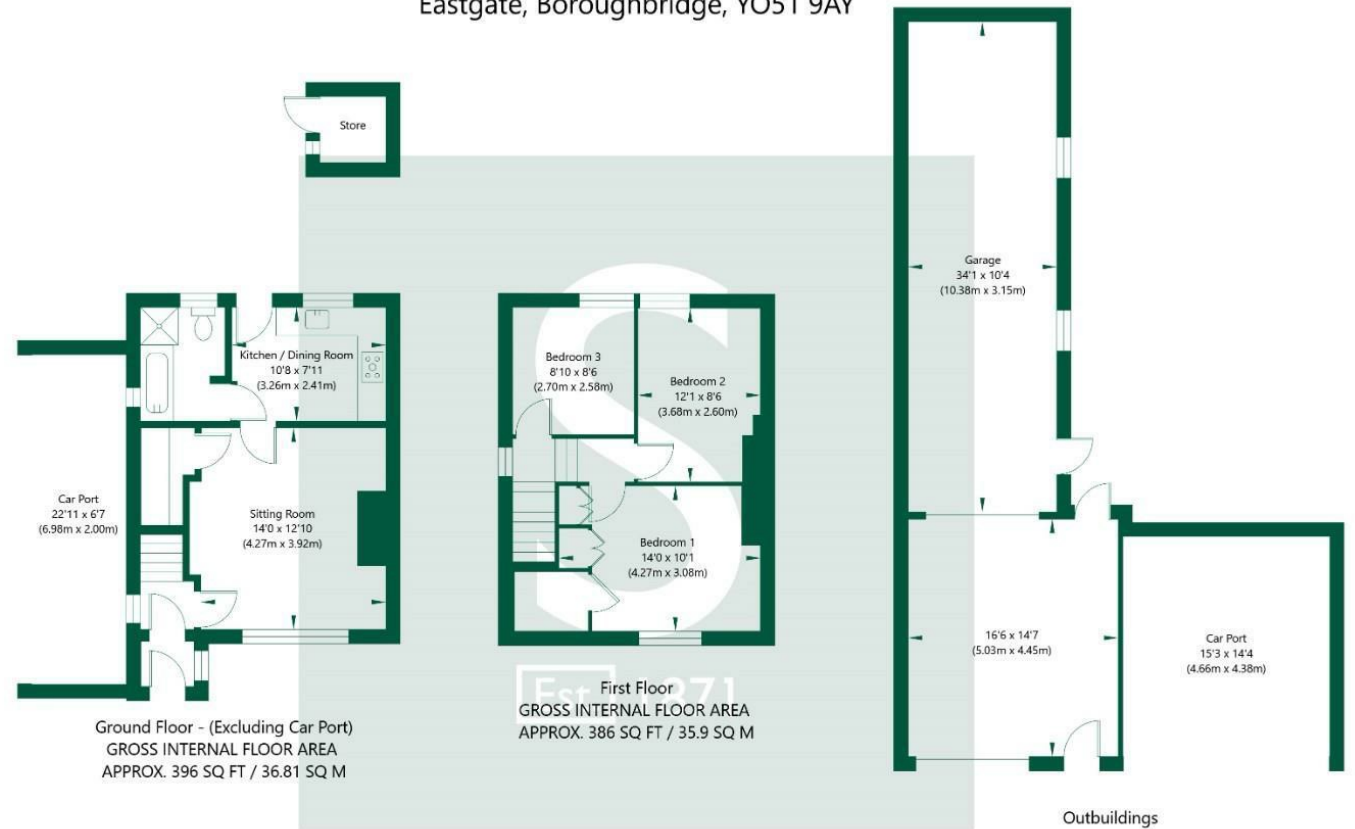 Eastgate, Boroughbridge, YO51 9AY
Store
Garage
34'1 x 10'4
(10.38m x 3.15m)
Kitchen / Dining Room
10'8 x 7'11
(3.26m x 2.41m)
Bedroom 3
8'10 x 8'6
(2.70m x 2.58m)
Bedroom 2
12'1 x 8'6
(3.68m x 2.60m)
Car Port
22'11 x 6'7
(6.98m x 2.00m)
Sitting Room
14'0 x 12'10
(4.27m x 3.92m)
Bedroom 1
14'0 x 10'1
(4.27m x 3.08m)
16'6 x 14'7
(5.03m x 4.45m)
Car Port
15'3 x 14'4
(4.66m x 4.38m)
S
Est. 1871
Ground Floor - (Excluding Car Port)
GROSS INTERNAL FLOOR AREA
APPROX. 396 SQ FT / 36.81 SQ M
First Floor
GROSS INTERNAL FLOOR AREA
APPROX. 386 SQ FT / 35.9 SQ M
Outbuildings